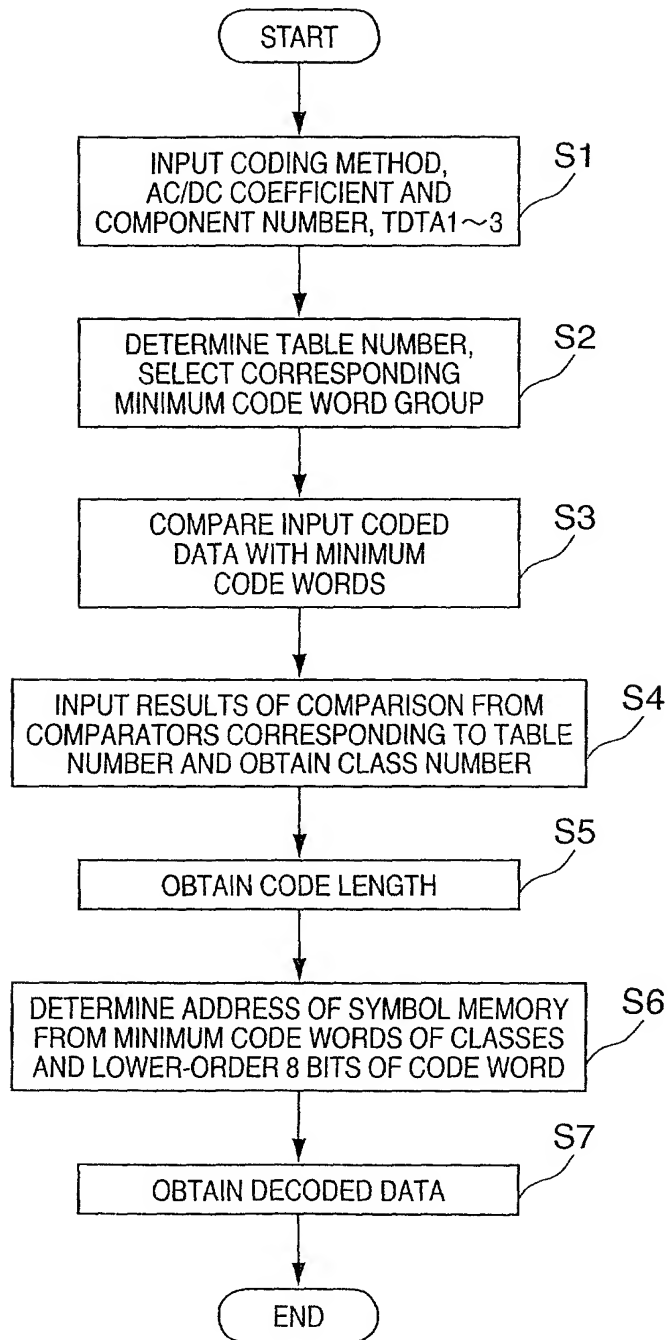 START
INPUT CODING METHOD,
AC/DC COEFFICIENT AND
COMPONENT NUMBER, TDTA1～3
S1
DETERMINE TABLE NUMBER,
SELECT CORRESPONDING
MINIMUM CODE WORD GROUP
S2
COMPARE INPUT CODED
DATA WITH MINIMUM
CODE WORDS
S3
INPUT RESULTS OF COMPARISON FROM
COMPARATORS CORRESPONDING TO TABLE
NUMBER AND OBTAIN CLASS NUMBER
S4
OBTAIN CODE LENGTH
S5
DETERMINE ADDRESS OF SYMBOL MEMORY
FROM MINIMUM CODE WORDS OF CLASSES
AND LOWER-ORDER 8 BITS OF CODE WORD
S6
OBTAIN DECODED DATA
S7
END